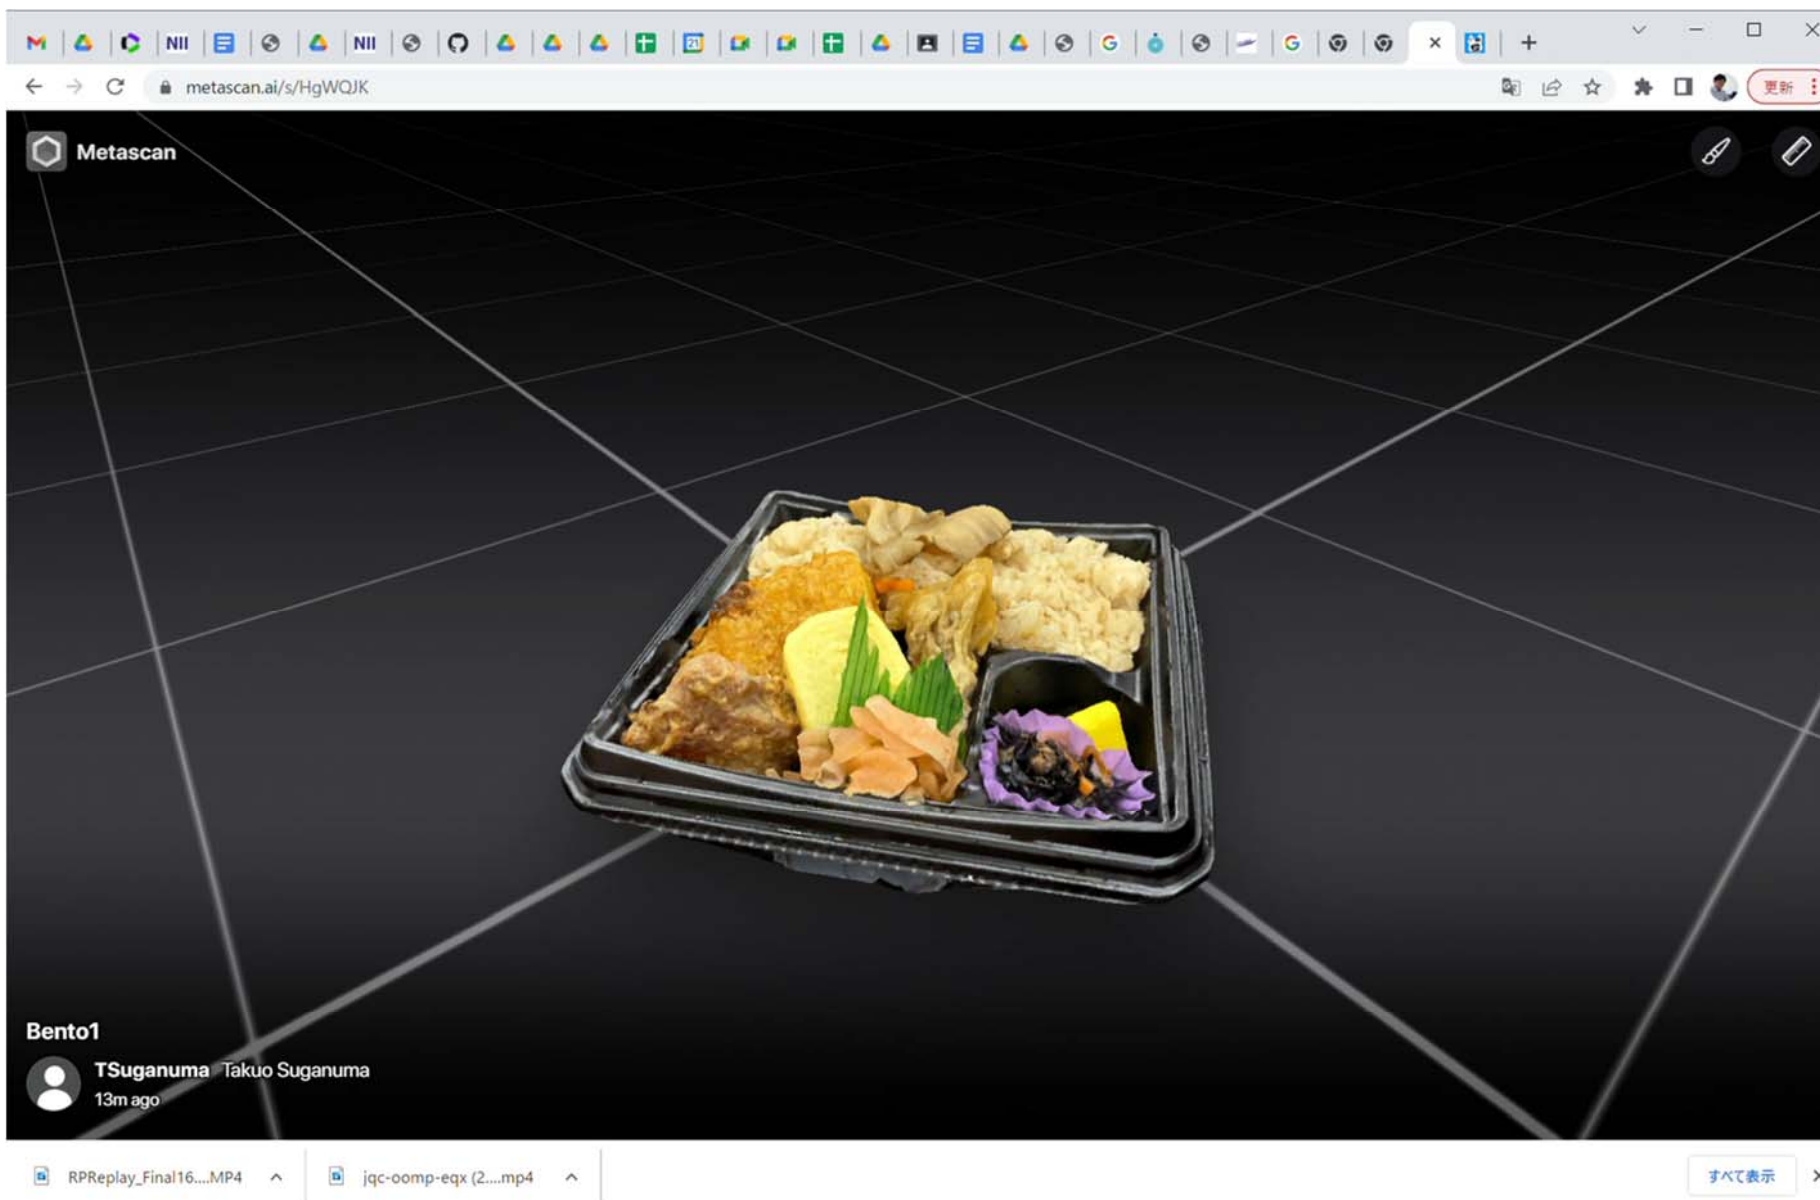 NII
NII
21
metascan.ai/s/HgWQJK
更新
Metascan
Bento1
TSuganuma Takuo Suganuma
13m ago
RPReplay_Final16....MP4
jqc-oomp-eqx (2....mp4
すべて表示